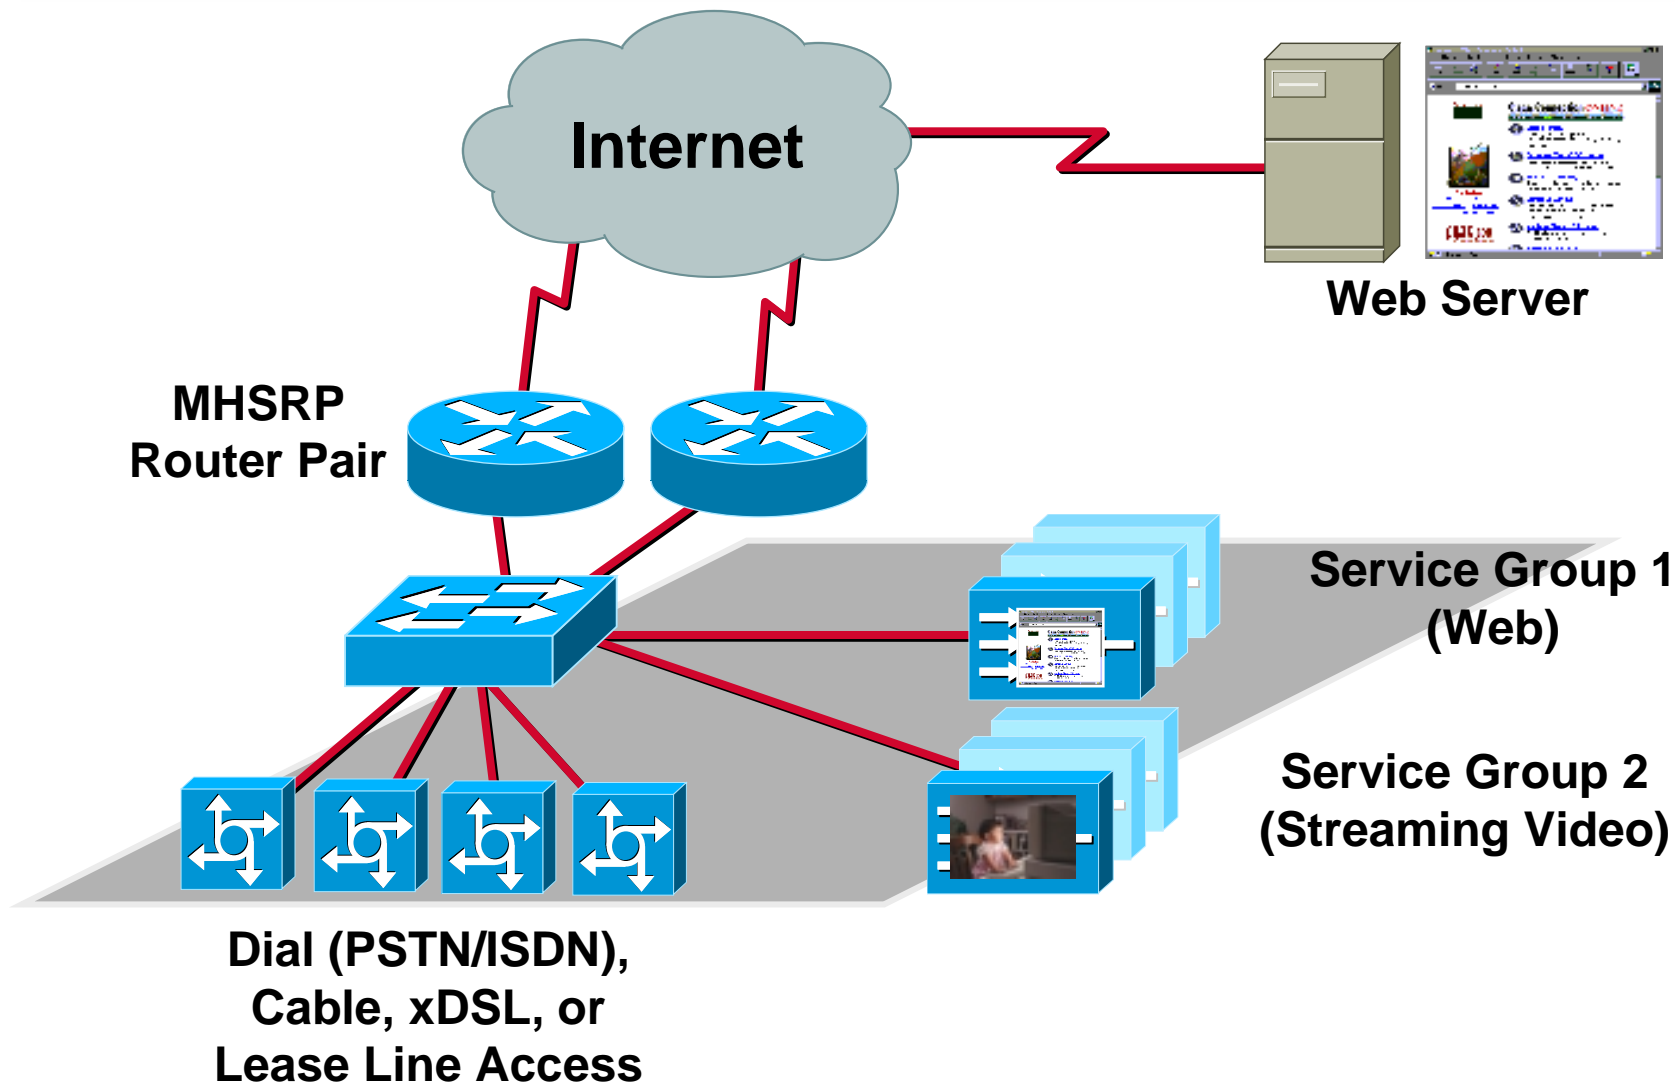 Internet
Web Server
MHSRP
Router Pair
Service Group 1
(Web)
Service Group 2
(Streaming Video)
Dial (PSTN/ISDN),
Cable, xDSL, or
Lease Line Access